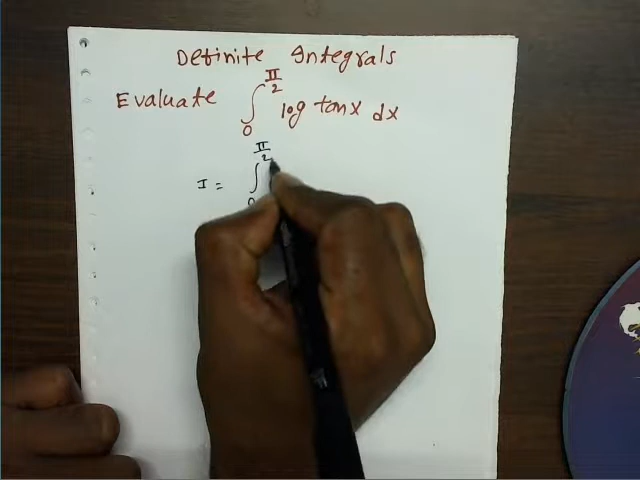 Definite Integrals
Evaluate ∫₀^(π/2) log tanx dx
I = ∫₀^(π/2)